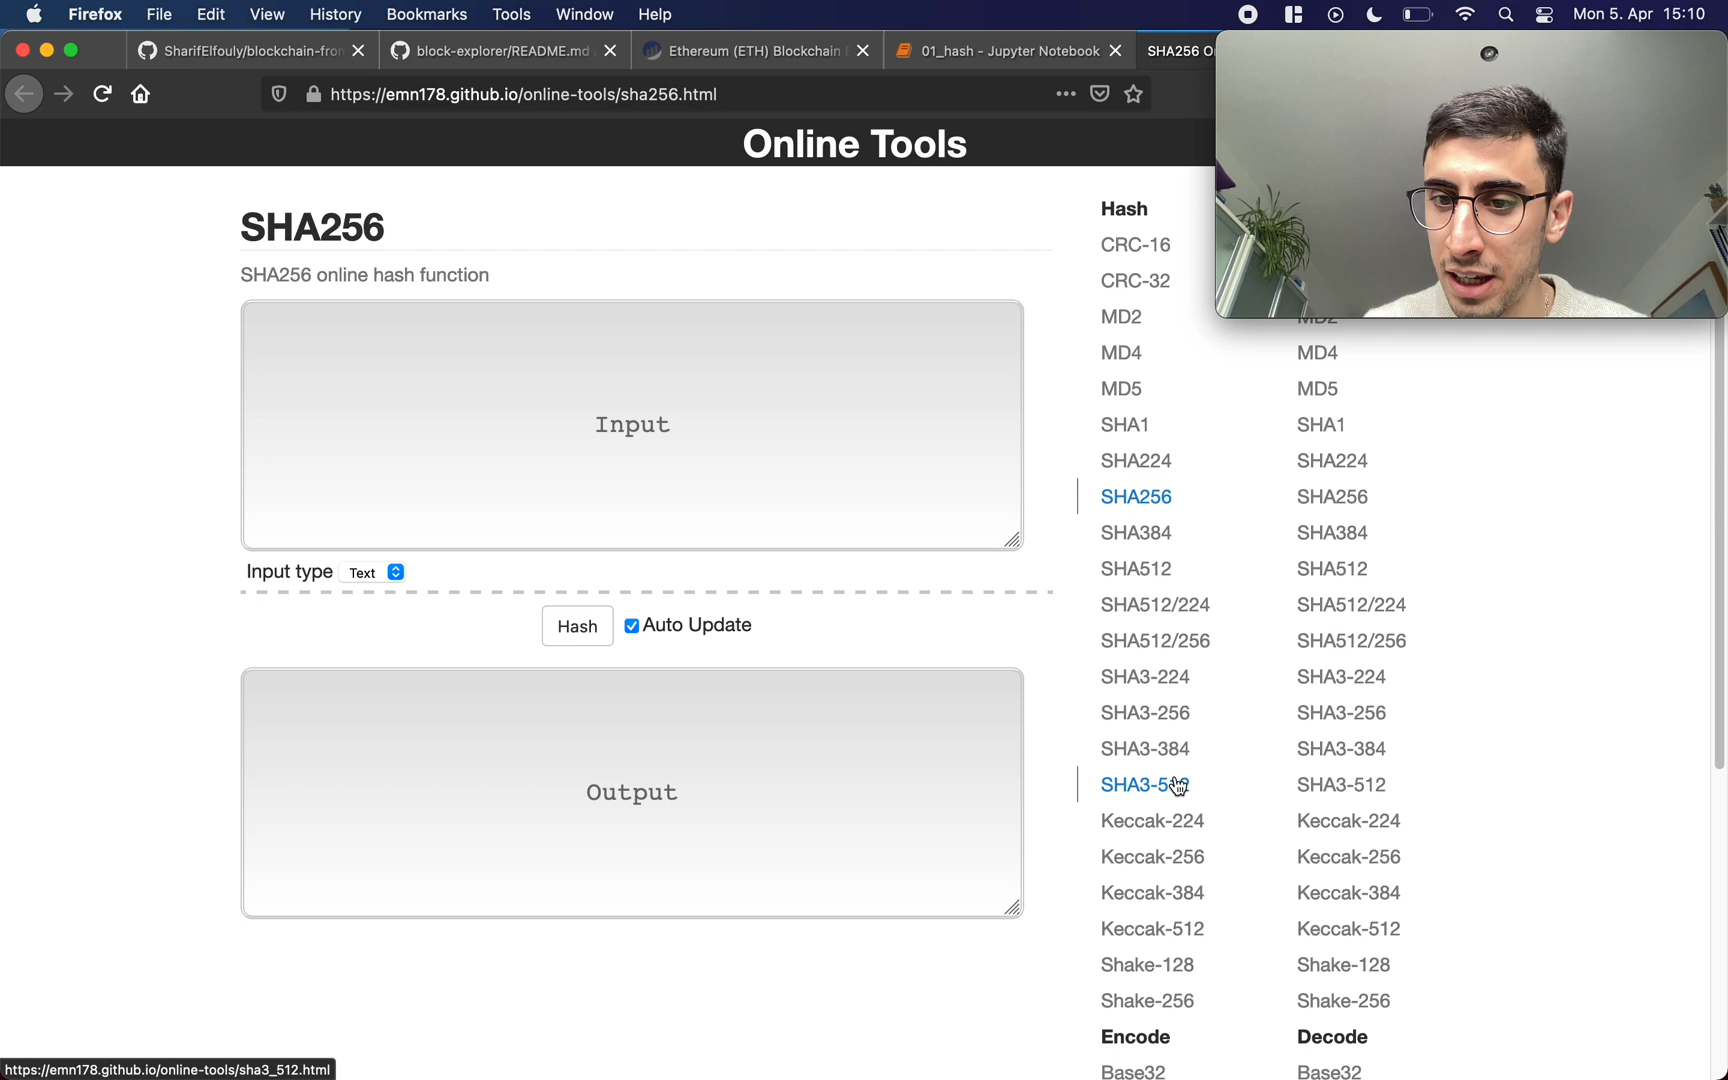 Firefox File Edit View History Bookmarks Tools Window Help Mon 5. Apr 15:10
SharifElfouly/blockchain-fron block-explorer/README.md Ethereum (ETH) Blockchain 01_hash - Jupyter Notebook SHA256 O
https://emn178.github.io/online-tools/sha256.html
Online Tools
SHA256
SHA256 online hash function
Input
Input type Text
Hash Auto Update
Output
Hash
CRC-16
CRC-32
MD2
MD4 MD4
MD5 MD5
SHA1 SHA1
SHA224 SHA224
SHA256 SHA256
SHA384 SHA384
SHA512 SHA512
SHA512/224 SHA512/224
SHA512/256 SHA512/256
SHA3-224 SHA3-224
SHA3-256 SHA3-256
SHA3-384 SHA3-384
SHA3-512 SHA3-512
Keccak-224 Keccak-224
Keccak-256 Keccak-256
Keccak-384 Keccak-384
Keccak-512 Keccak-512
Shake-128 Shake-128
Shake-256 Shake-256
Encode Decode
Base32 Base32
https://emn178.github.io/online-tools/sha3_512.html